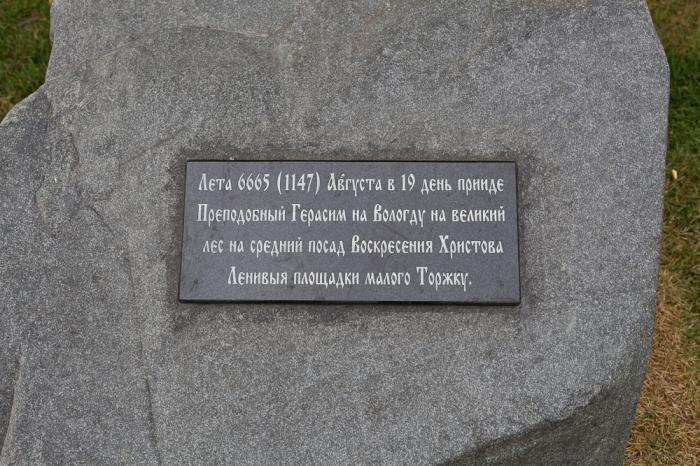 Лета 6665 (1147) Августа в 19 день прииде
Преподобный Герасим на Вологду на великий
лес на средний посад Воскресения Христова
Ленивыя площадки малого Торжку.